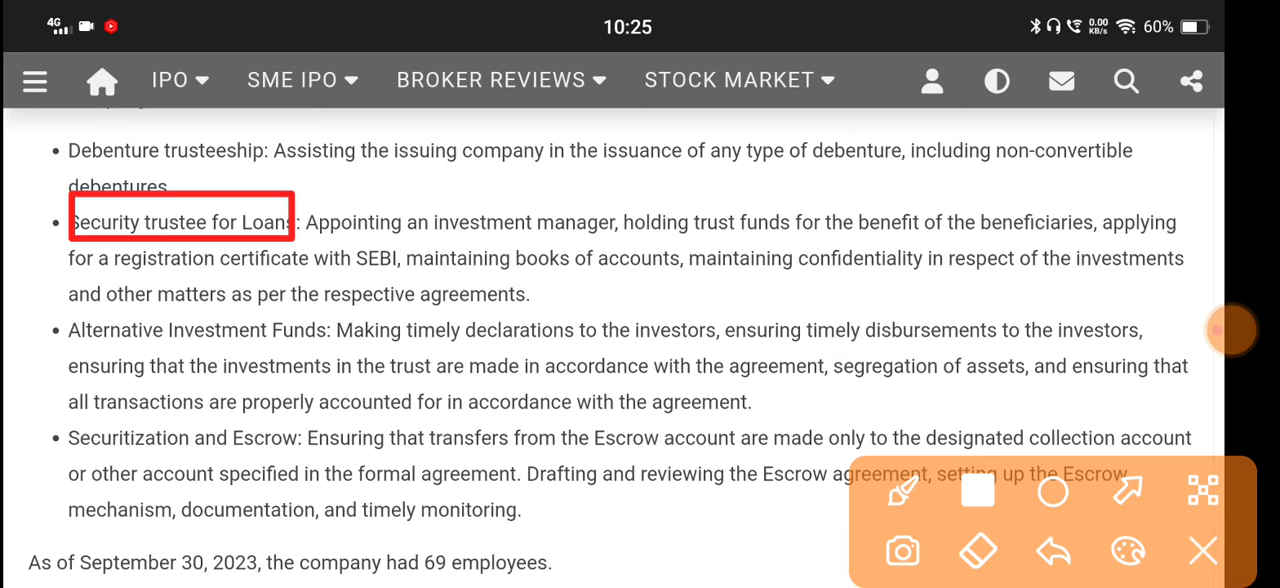 4G 10:25 0.00 KB/s 60%
IPO SME IPO BROKER REVIEWS STOCK MARKET
• Debenture trusteeship: Assisting the issuing company in the issuance of any type of debenture, including non-convertible
debentures.
• Security trustee for Loans: Appointing an investment manager, holding trust funds for the benefit of the beneficiaries, applying
for a registration certificate with SEBI, maintaining books of accounts, maintaining confidentiality in respect of the investments
and other matters as per the respective agreements.
• Alternative Investment Funds: Making timely declarations to the investors, ensuring timely disbursements to the investors,
ensuring that the investments in the trust are made in accordance with the agreement, segregation of assets, and ensuring that
all transactions are properly accounted for in accordance with the agreement.
• Securitization and Escrow: Ensuring that transfers from the Escrow account are made only to the designated collection account
or other account specified in the formal agreement. Drafting and reviewing the Escrow agreement, setting up the Escrow
mechanism, documentation, and timely monitoring.
As of September 30, 2023, the company had 69 employees.